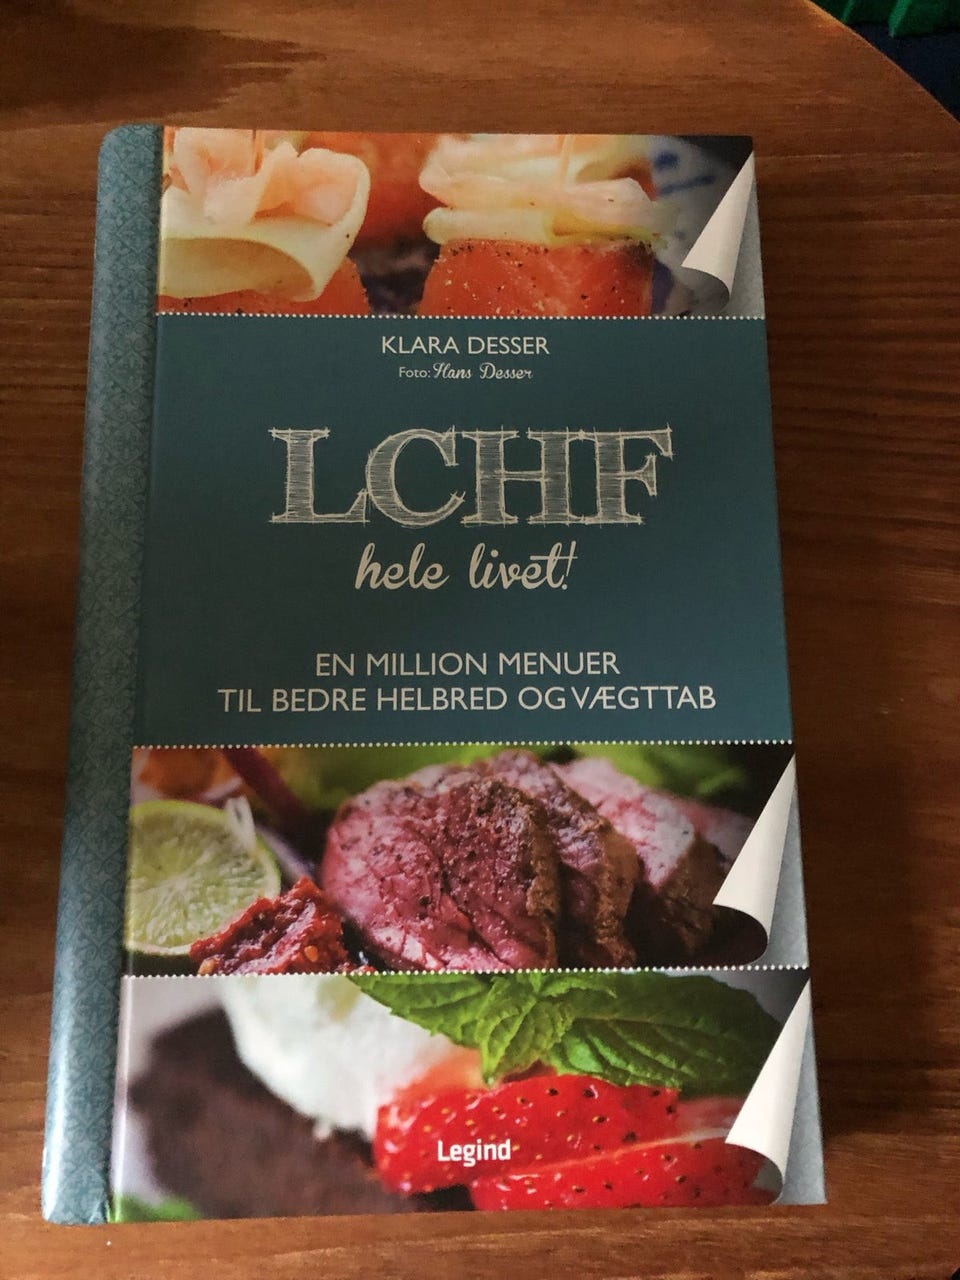 KLARA DESSER
Foto: Hans Desser
LCHF
hele livet!
EN MILLION MENUER
TIL BEDRE HELBRED OG VÆGTTAB
Legind